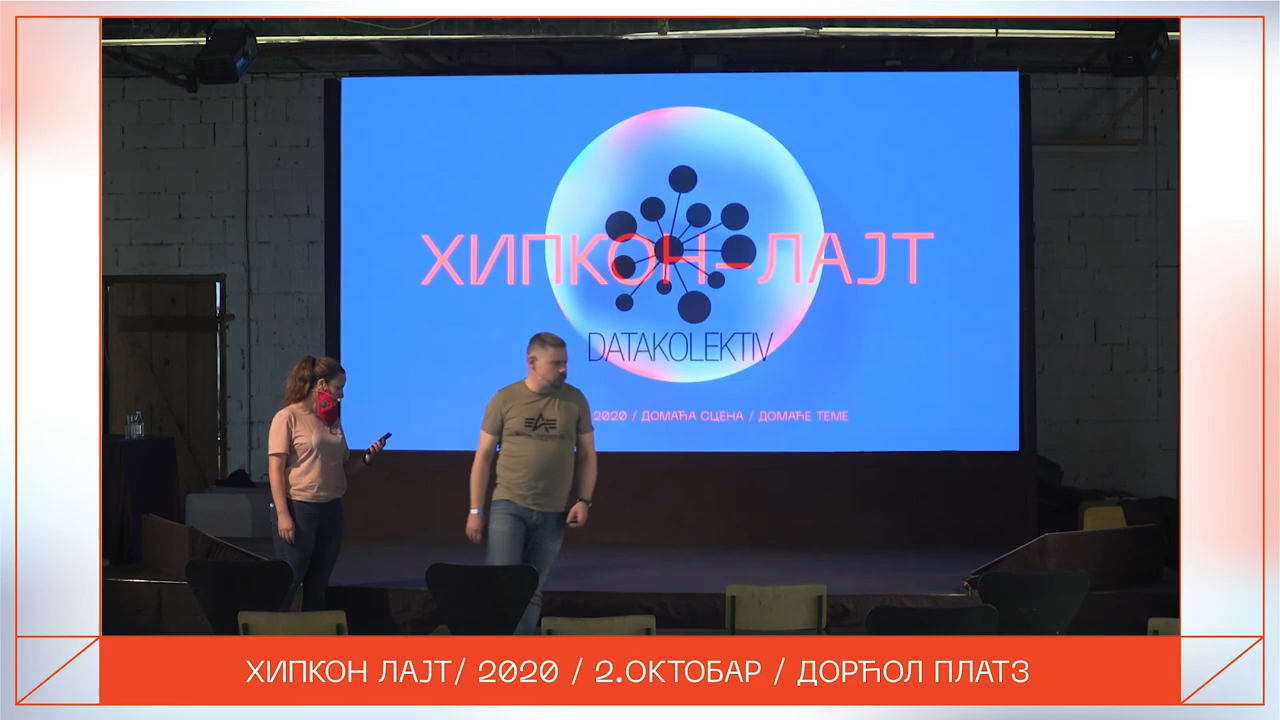 ХИПКОН-ЛАЈТ
DATAKOLEKTIV
2020 / ДОМАЋА СЦЕНА / ДОМАЋЕ ТЕМЕ
ХИПКОН ЛАЈТ/ 2020 / 2.ОКТОБАР / ДОРЋОЛ ПЛАТЗ